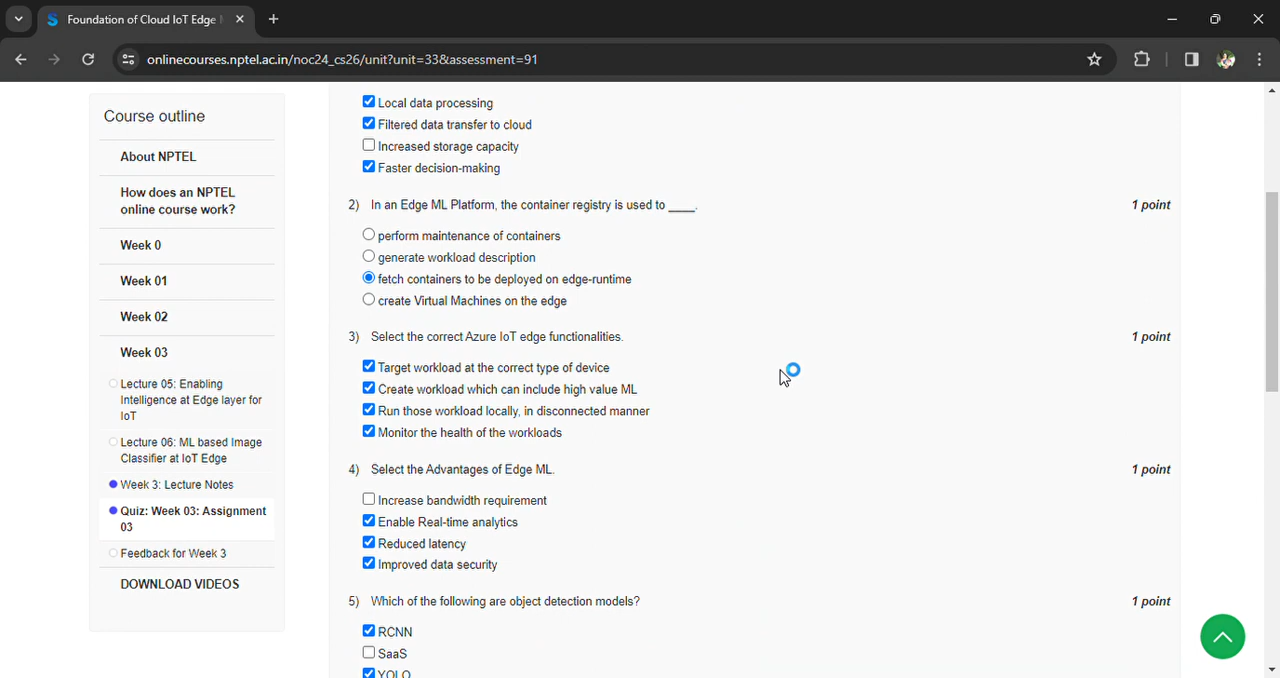 Foundation of Cloud IoT Edge
onlinecourses.nptel.ac.in/noc24_cs26/unit?unit=33&assessment=91
Course outline
About NPTEL
How does an NPTEL
online course work?
Week 0
Week 01
Week 02
Week 03
Lecture 05: Enabling
Intelligence at Edge layer for
IoT
Lecture 06: ML based Image
Classifier at IoT Edge
Week 3: Lecture Notes
Quiz: Week 03: Assignment
03
Feedback for Week 3
DOWNLOAD VIDEOS
Local data processing
Filtered data transfer to cloud
Increased storage capacity
Faster decision-making
2) In an Edge ML Platform, the container registry is used to ____. 1 point
perform maintenance of containers
generate workload description
fetch containers to be deployed on edge-runtime
create Virtual Machines on the edge
3) Select the correct Azure IoT edge functionalities. 1 point
Target workload at the correct type of device
Create workload which can include high value ML
Run those workload locally, in disconnected manner
Monitor the health of the workloads
4) Select the Advantages of Edge ML. 1 point
Increase bandwidth requirement
Enable Real-time analytics
Reduced latency
Improved data security
5) Which of the following are object detection models? 1 point
RCNN
SaaS
YOLO